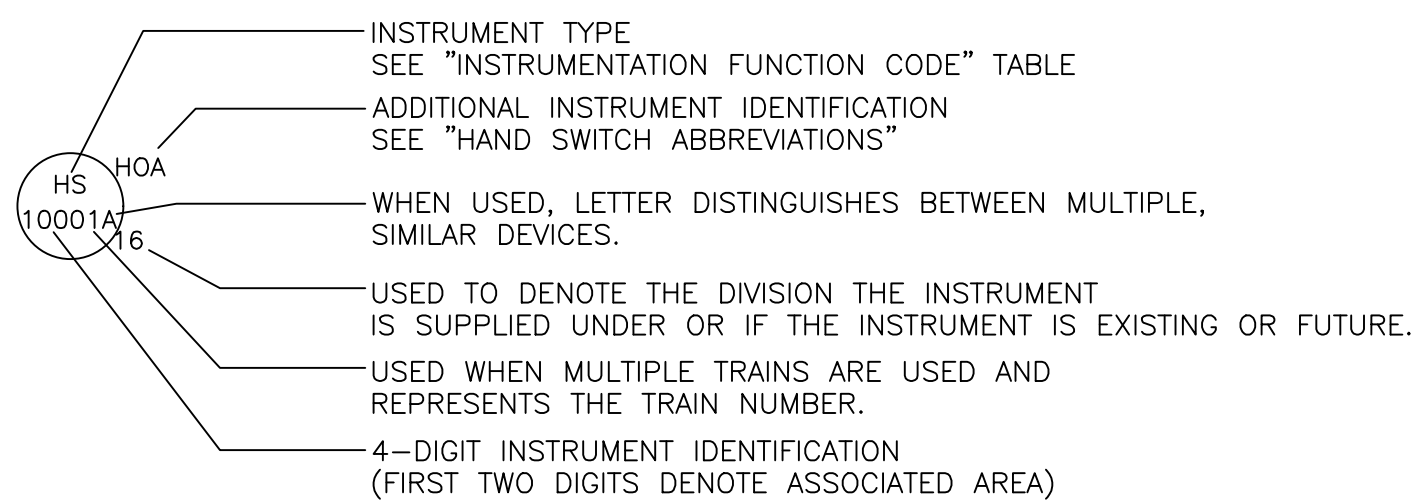 INSTRUMENT TYPE
SEE ”INSTRUMENTATION FUNCTION CODE” TABLE
ADDITIONAL INSTRUMENT IDENTIFICATION
SEE ”HAND SWITCH ABBREVIATIONS”
HOA
HS
10001A
16
WHEN USED, LETTER DISTINGUISHES BETWEEN MULTIPLE,
SIMILAR DEVICES.
USED TO DENOTE THE DIVISION THE INSTRUMENT
IS SUPPLIED UNDER OR IF THE INSTRUMENT IS EXISTING OR FUTURE.
USED WHEN MULTIPLE TRAINS ARE USED AND
REPRESENTS THE TRAIN NUMBER.
4–DIGIT INSTRUMENT IDENTIFICATION
(FIRST TWO DIGITS DENOTE ASSOCIATED AREA)